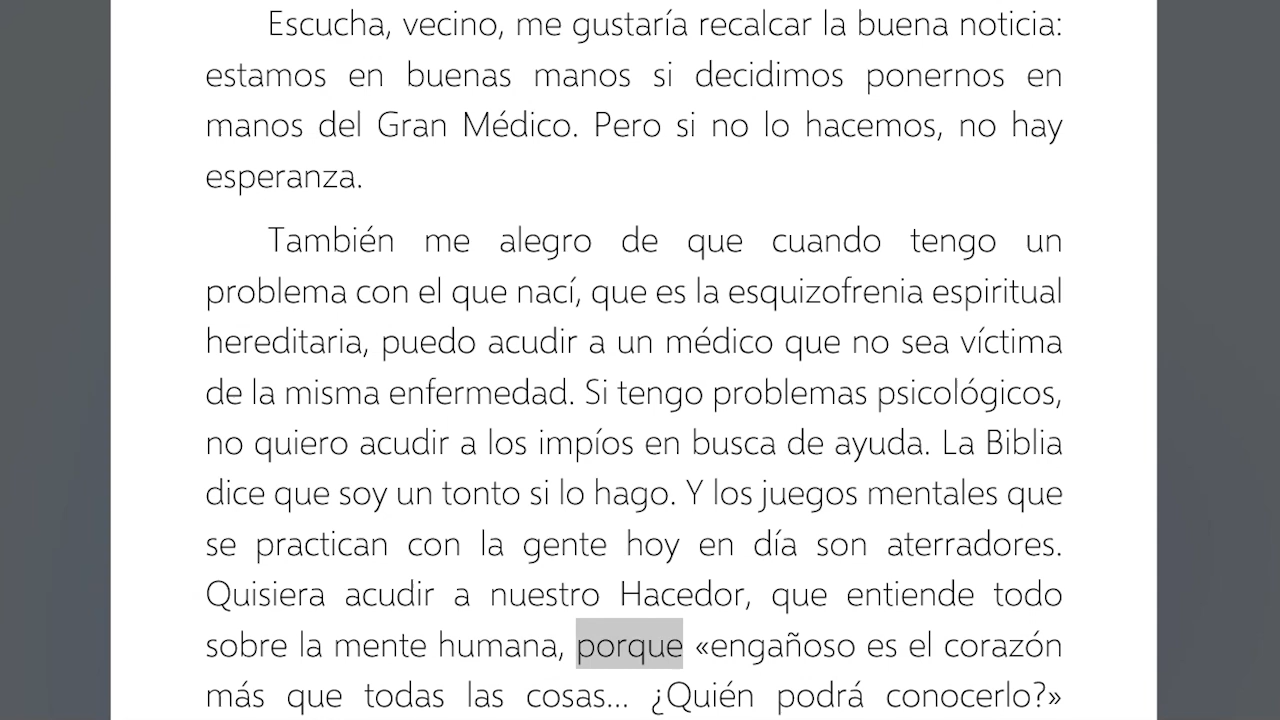 Escucha, vecino, me gustaría recalcar la buena noticia:
estamos en buenas manos si decidimos ponernos en
manos del Gran Médico. Pero si no lo hacemos, no hay
esperanza.
También me alegro de que cuando tengo un
problema con el que nací, que es la esquizofrenia espiritual
hereditaria, puedo acudir a un médico que no sea víctima
de la misma enfermedad. Si tengo problemas psicológicos,
no quiero acudir a los impíos en busca de ayuda. La Biblia
dice que soy un tonto si lo hago. Y los juegos mentales que
se practican con la gente hoy en día son aterradores.
Quisiera acudir a nuestro Hacedor, que entiende todo
sobre la mente humana, porque «engañoso es el corazón
más que todas las cosas... ¿Quién podrá conocerlo?»